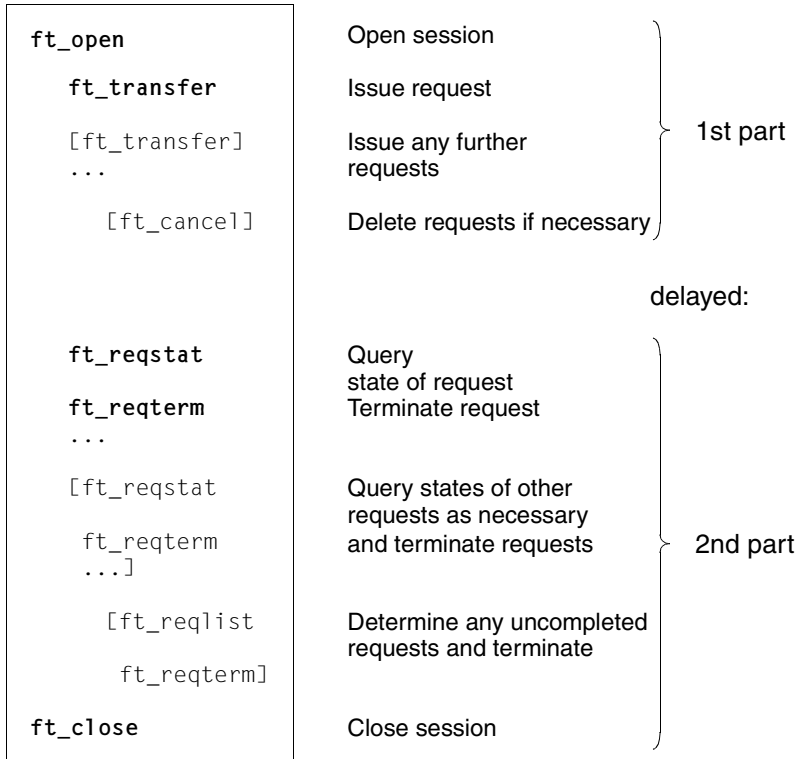 ft_open Open session
ft_transfer Issue request
[ft_transfer] Issue any further
... requests
1st part
[ft_cancel] Delete requests if necessary
delayed:
ft_reqstat Query
state of request
ft_reqterm Terminate request
...
[ft_reqstat Query states of other
requests as necessary
ft_reqterm and terminate requests
...]
2nd part
[ft_reqlist Determine any uncompleted
requests and terminate
ft_reqterm]
ft_close Close session